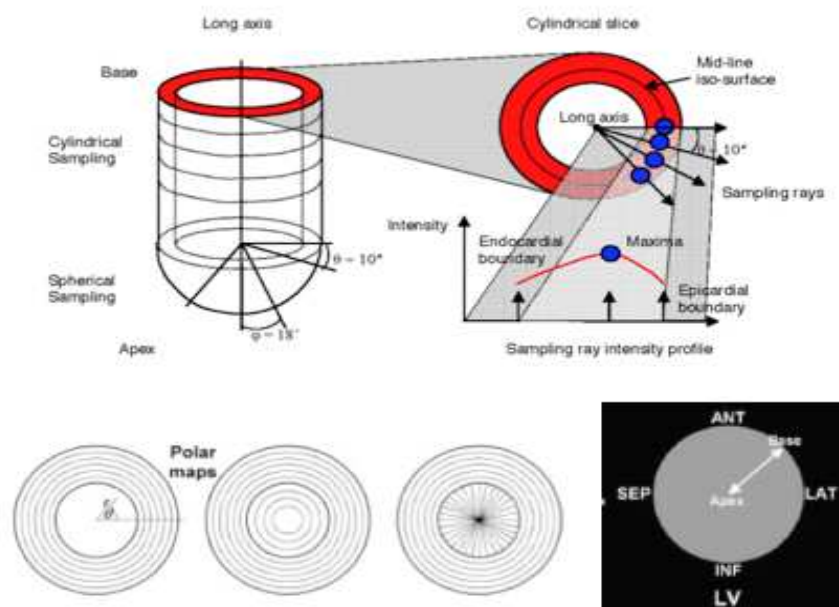 Long axis
Cylindrical slice
Base
Mid-line
iso-surface
Long axis
Cylindrical
Sampling
10°
Sampling rays
Intensity
Endocardial
boundary
Maxima
θ = 10°
Spherical
Sampling
Epicardial
boundary
φ = 18°
Apex
Sampling ray intensity profile
Polar
maps
ANT
Base
SEP
Apex
LAT
INF
LV